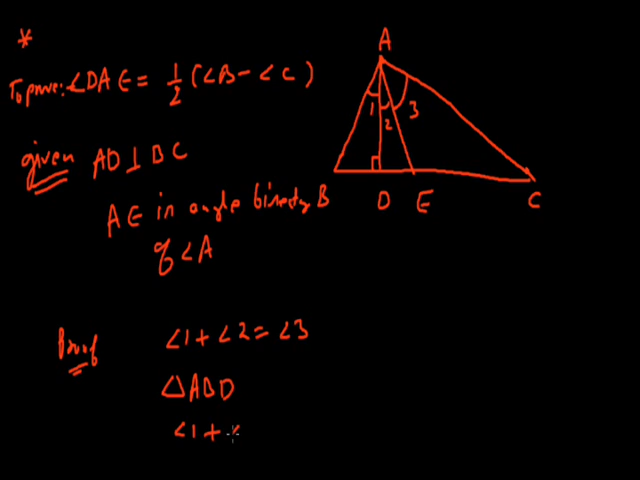 *
To prove: ∠DAE = 1/2 (∠B - ∠C)
given AD ⊥ BC
AE is angle bisector
of ∠A
Proof ∠1 + ∠2 = ∠3
△ABD
∠1 +
A
1
2
3
B
D
E
C